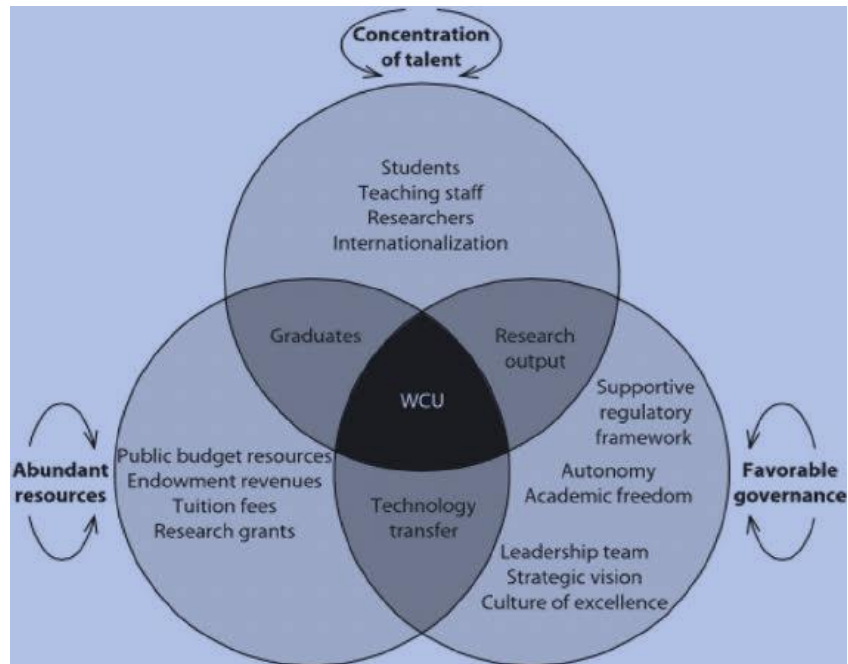 Concentration
of talent
Students
Teaching staff
Researchers
Internationalization
Graduates
Research
output
WCU
Supportive
regulatory
framework
Abundant
resources
Public budget resources
Endowment revenues
Tuition fees
Research grants
Autonomy
Academic freedom
Favorable
governance
Technology
transfer
Leadership team
Strategic vision
Culture of excellence